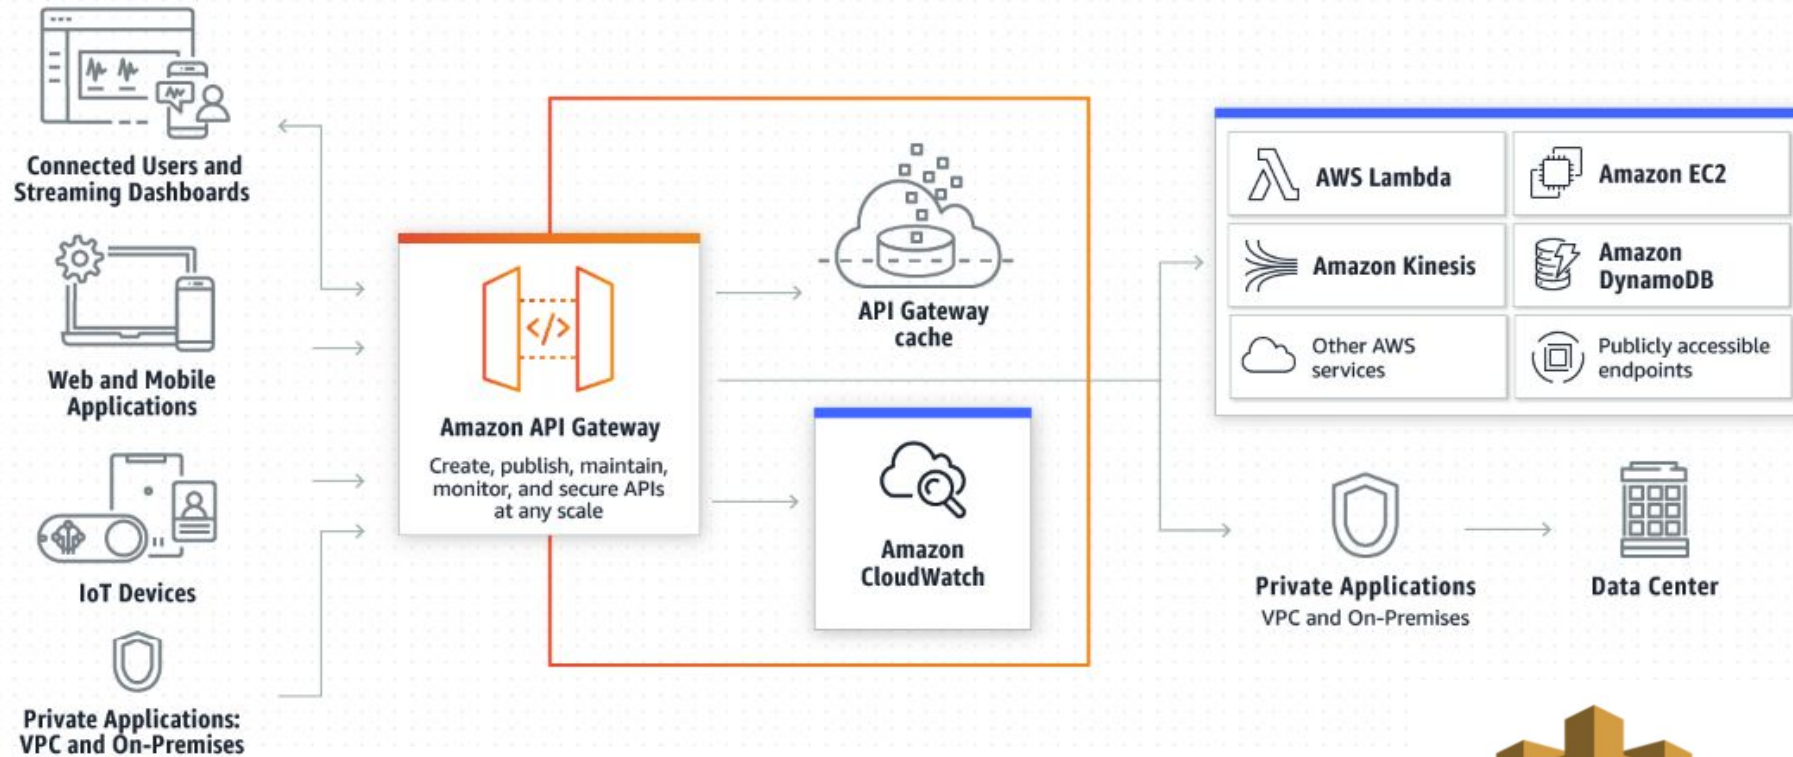 Connected Users and
Streaming Dashboards
Web and Mobile
Applications
IoT Devices
Private Applications:
VPC and On-Premises
</>
Amazon API Gateway
Create, publish, maintain,
monitor, and secure APIs
at any scale
API Gateway
cache
Amazon
CloudWatch
AWS Lambda
Amazon EC2
Amazon Kinesis
Amazon
DynamoDB
Other AWS
services
Publicly accessible
endpoints
Private Applications
VPC and On-Premises
Data Center